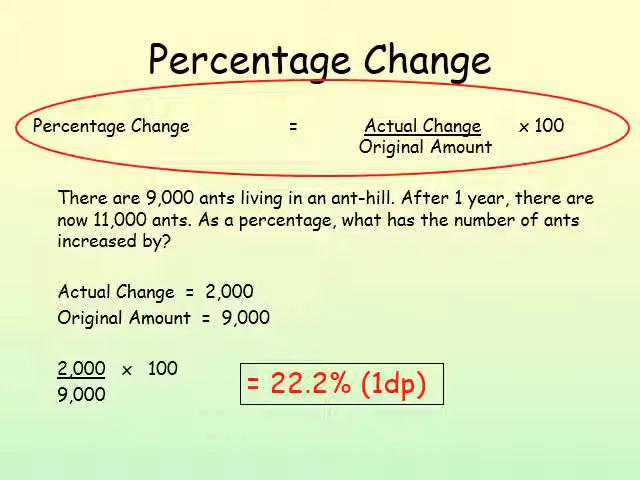 Percentage Change
Percentage Change = Actual Change x 100
Original Amount
There are 9,000 ants living in an ant-hill. After 1 year, there are
now 11,000 ants. As a percentage, what has the number of ants
increased by?
Actual Change = 2,000
Original Amount = 9,000
2,000 x 100
9,000
= 22.2% (1dp)